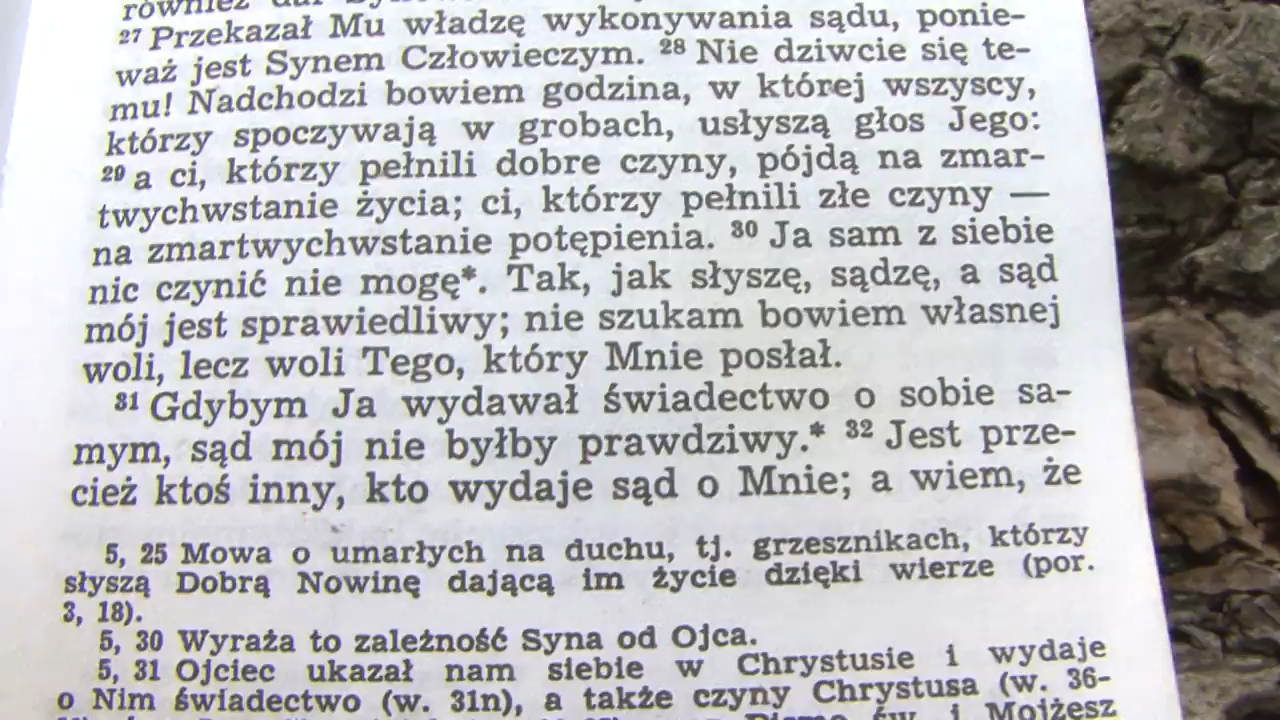 również
27 Przekazał Mu władzę wykonywania sądu, ponie-
waż jest Synem Człowieczym. 28 Nie dziwcie się te-
mu! Nadchodzi bowiem godzina, w której wszyscy,
którzy spoczywają w grobach, usłyszą głos Jego:
29 a ci, którzy pełnili dobre czyny, pójdą na zmar-
twychwstanie życia; ci, którzy pełnili złe czyny —
na zmartwychwstanie potępienia. 30 Ja sam z siebie
nic czynić nie mogę*. Tak, jak słyszę, sądzę, a sąd
mój jest sprawiedliwy; nie szukam bowiem własnej
woli, lecz woli Tego, który Mnie posłał.
31 Gdybym Ja wydawał świadectwo o sobie sa-
mym, sąd mój nie byłby prawdziwy.* 32 Jest prze-
cież ktoś inny, kto wydaje sąd o Mnie; a wiem, że
5, 25 Mowa o umarłych na duchu, tj. grzesznikach, którzy
słyszą Dobrą Nowinę dającą im życie dzięki wierze (por.
3, 18).
5, 30 Wyraża to zależność Syna od Ojca.
5, 31 Ojciec ukazał nam siebie w Chrystusie i wydaje
o Nim świadectwo (w. 31n), a także czyny Chrystusa (w. 36-
św. i Mojżesz